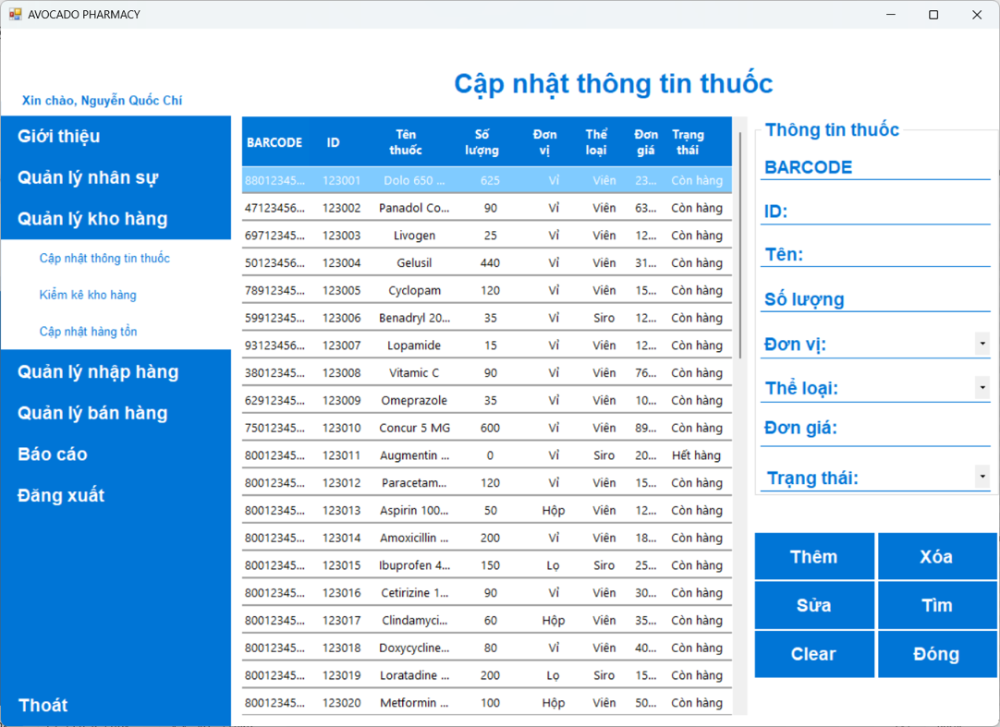 AVOCADO PHARMACY
Cập nhật thông tin thuốc
Xin chào, Nguyễn Quốc Chí
Giới thiệu
Quản lý nhân sự
Quản lý kho hàng
Cập nhật thông tin thuốc
Kiểm kê kho hàng
Cập nhật hàng tồn
Quản lý nhập hàng
Quản lý bán hàng
Báo cáo
Đăng xuất
Thoát
BARCODE ID Tên thuốc Số lượng Đơn vị Thể loại Đơn giá Trạng thái
88012345... 123001 Dolo 650 ... 625 Vỉ Viên 23... Còn hàng
47123456... 123002 Panadol Co... 90 Vỉ Viên 63... Còn hàng
69712345... 123003 Livogen 25 Vỉ Viên 12... Còn hàng
50123456... 123004 Gelusil 440 Vỉ Viên 31... Còn hàng
78912345... 123005 Cyclopam 120 Vỉ Viên 15... Còn hàng
59912345... 123006 Benadryl 20... 35 Vỉ Siro 12... Còn hàng
93123456... 123007 Lopamide 15 Vỉ Viên 12... Còn hàng
38012345... 123008 Vitamic C 90 Vỉ Viên 76... Còn hàng
62912345... 123009 Omeprazole 35 Vỉ Viên 10... Còn hàng
75012345... 123010 Concur 5 MG 600 Vỉ Viên 89... Còn hàng
80012345... 123011 Augmentin ... 0 Vỉ Siro 20... Hết hàng
80012345... 123012 Paracetam... 120 Vỉ Viên 15... Còn hàng
80012345... 123013 Aspirin 100... 50 Hộp Viên 12... Còn hàng
80012345... 123014 Amoxicillin ... 200 Vỉ Viên 18... Còn hàng
80012345... 123015 Ibuprofen 4... 150 Lọ Siro 25... Còn hàng
80012345... 123016 Cetirizine 1... 90 Vỉ Viên 30... Còn hàng
80012345... 123017 Clindamyci... 60 Hộp Viên 35... Còn hàng
80012345... 123018 Doxycycline... 80 Vỉ Viên 40... Còn hàng
80012345... 123019 Loratadine ... 200 Lọ Siro 15... Còn hàng
80012345... 123020 Metformin ... 100 Hộp Viên 50... Còn hàng
Thông tin thuốc
BARCODE
ID:
Tên:
Số lượng
Đơn vị:
Thể loại:
Đơn giá:
Trạng thái:
Thêm Xóa
Sửa Tìm
Clear Đóng